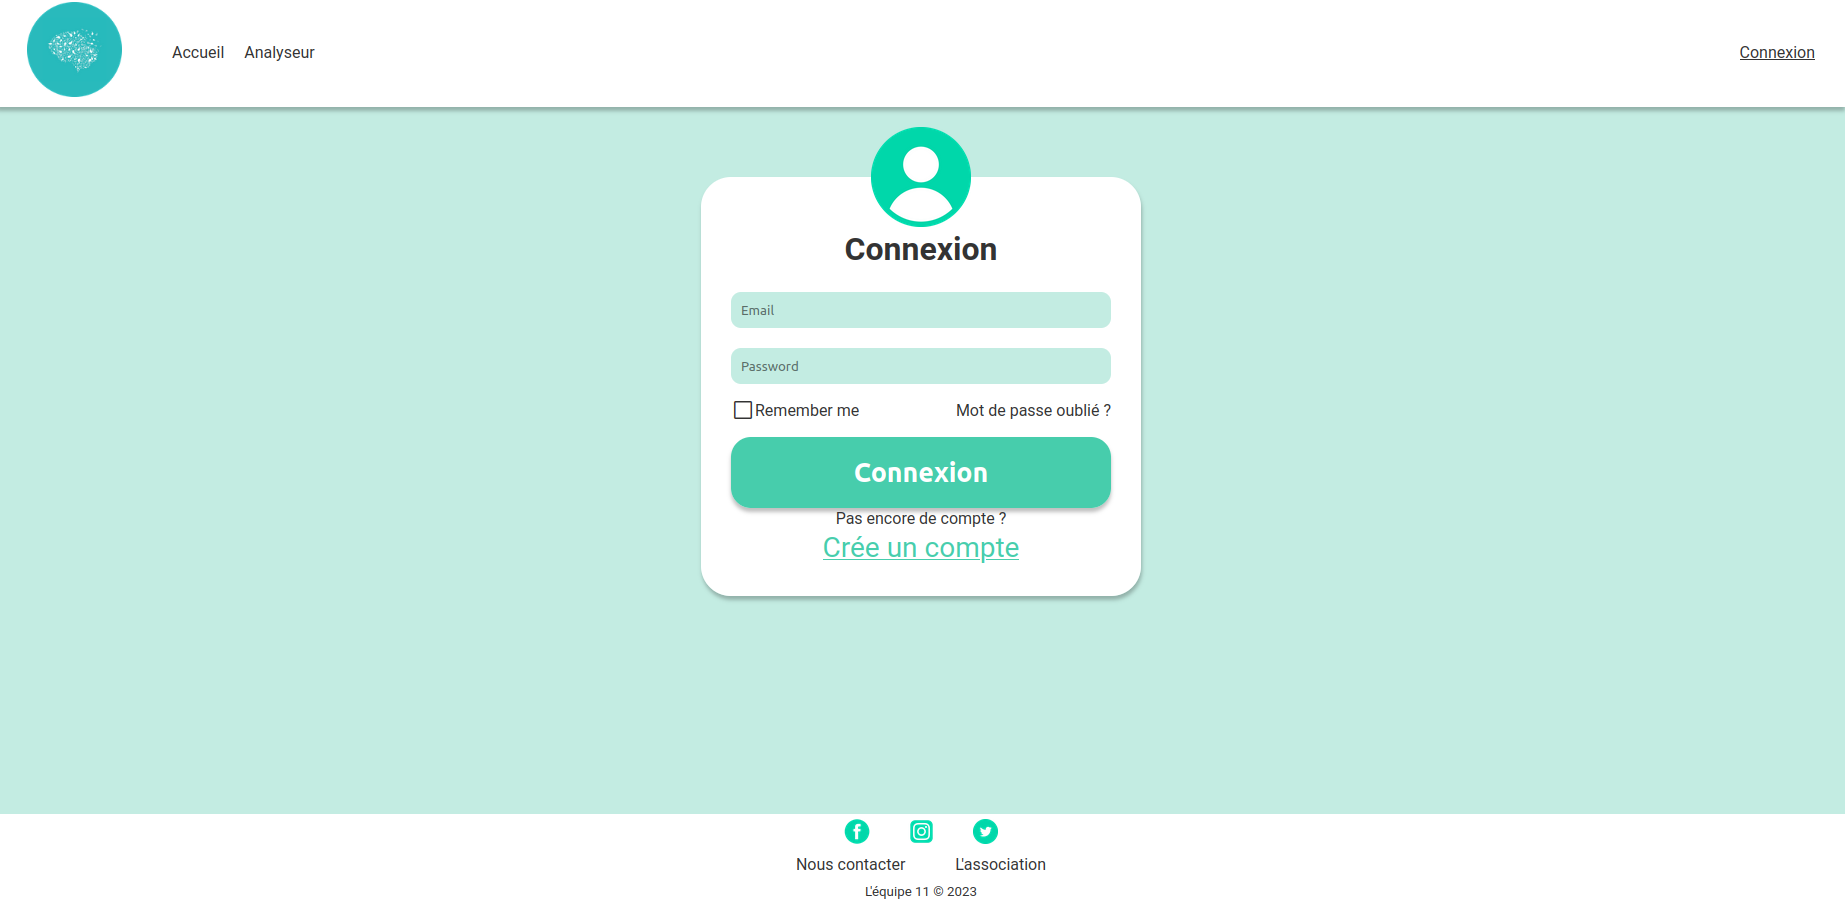 Accueil Analyseur Connexion
Connexion
Email
Password
Remember me Mot de passe oublié ?
Connexion
Pas encore de compte ?
Crée un compte
Nous contacter L'association
L'équipe 11 © 2023